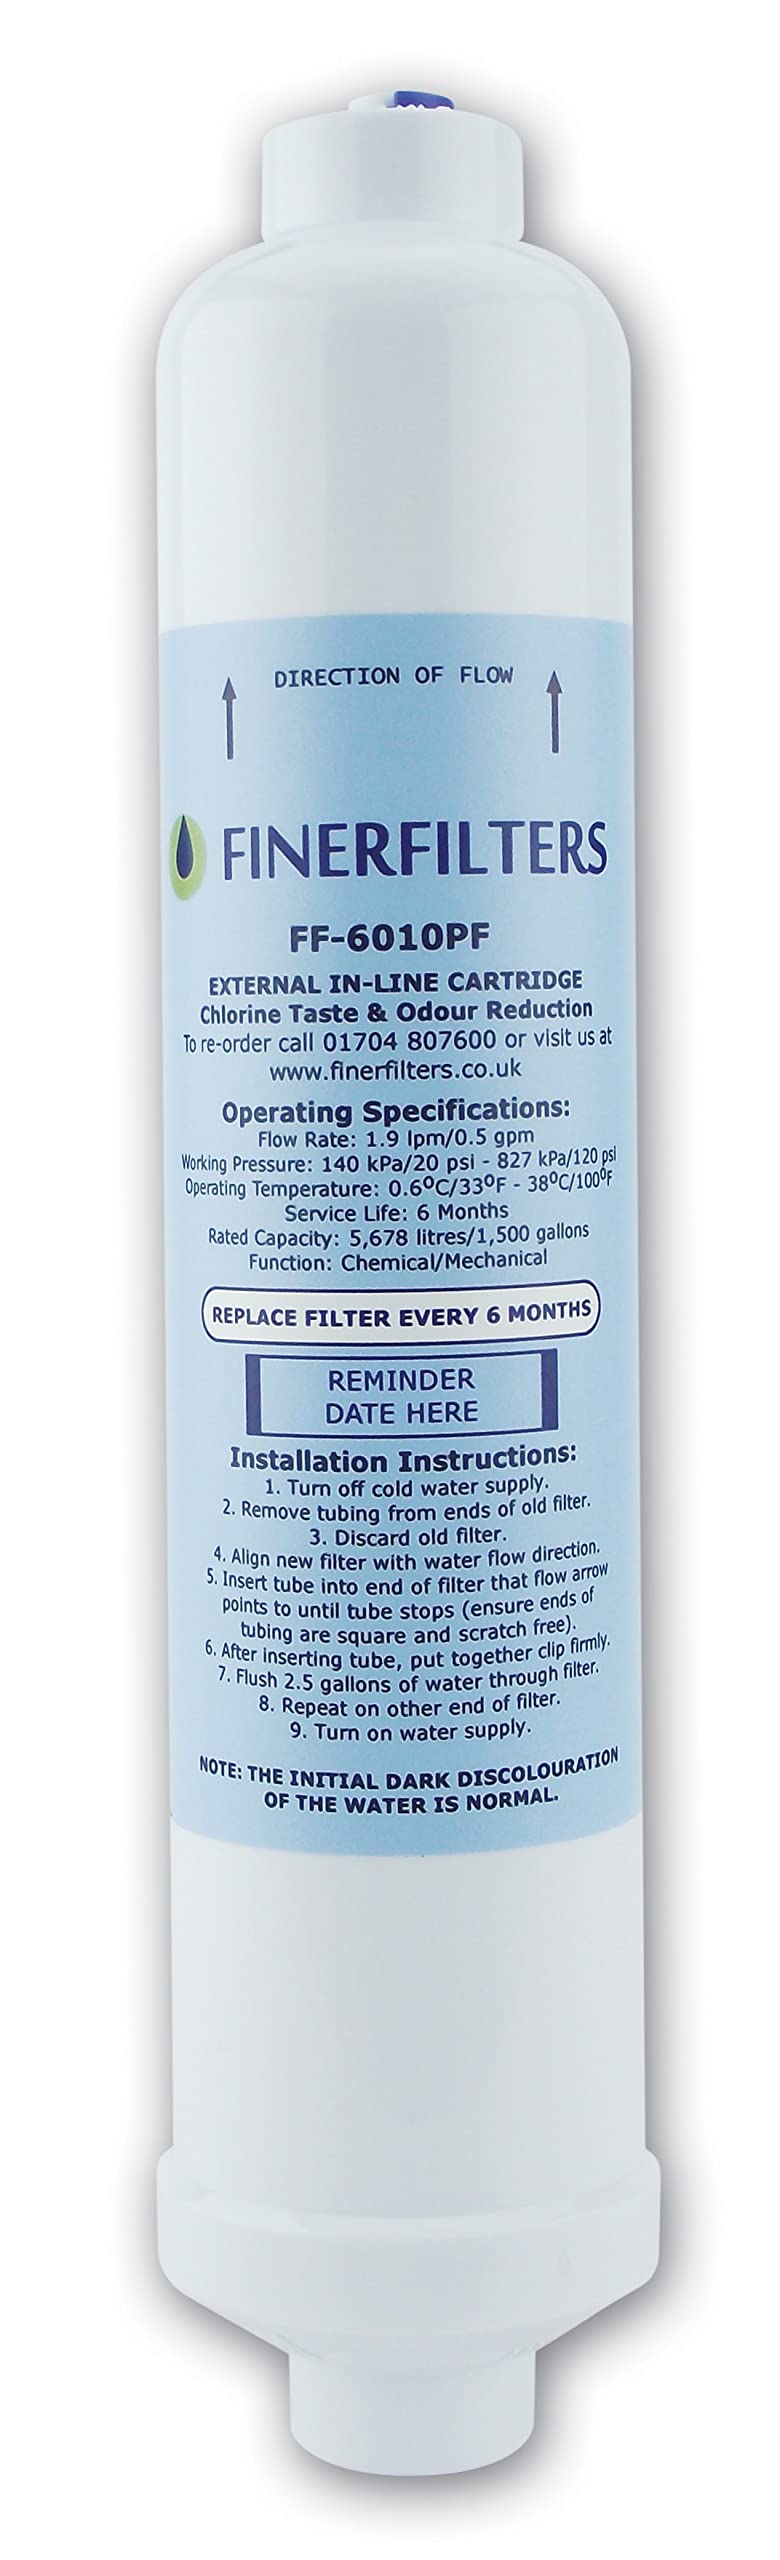 DIRECTION OF FLOW
FINERFILTERS
FF-6010PF
EXTERNAL IN-LINE CARTRIDGE
Chlorine Taste & Odour Reduction
To re-order call 01704 807600 or visit us at
www.finerfilters.co.uk
Operating Specifications:
Flow Rate: 1.9 lpm/0.5 gpm
Working Pressure: 140 kPa/20 psi - 827 kPa/120 psi
Operating Temperature: 0.6⁰C/33⁰F - 38⁰C/100⁰F
Service Life: 6 Months
Rated Capacity: 5,678 litres/1,500 gallons
Function: Chemical/Mechanical
REPLACE FILTER EVERY 6 MONTHS
REMINDER
DATE HERE
Installation Instructions:
1. Turn off cold water supply.
2. Remove tubing from ends of old filter.
3. Discard old filter.
4. Align new filter with water flow direction.
5. Insert tube into end of filter that flow arrow
points to until tube stops (ensure ends of
tubing are square and scratch free).
6. After inserting tube, put together clip firmly.
7. Flush 2.5 gallons of water through filter.
8. Repeat on other end of filter.
9. Turn on water supply.
NOTE: THE INITIAL DARK DISCOLOURATION
OF THE WATER IS NORMAL.